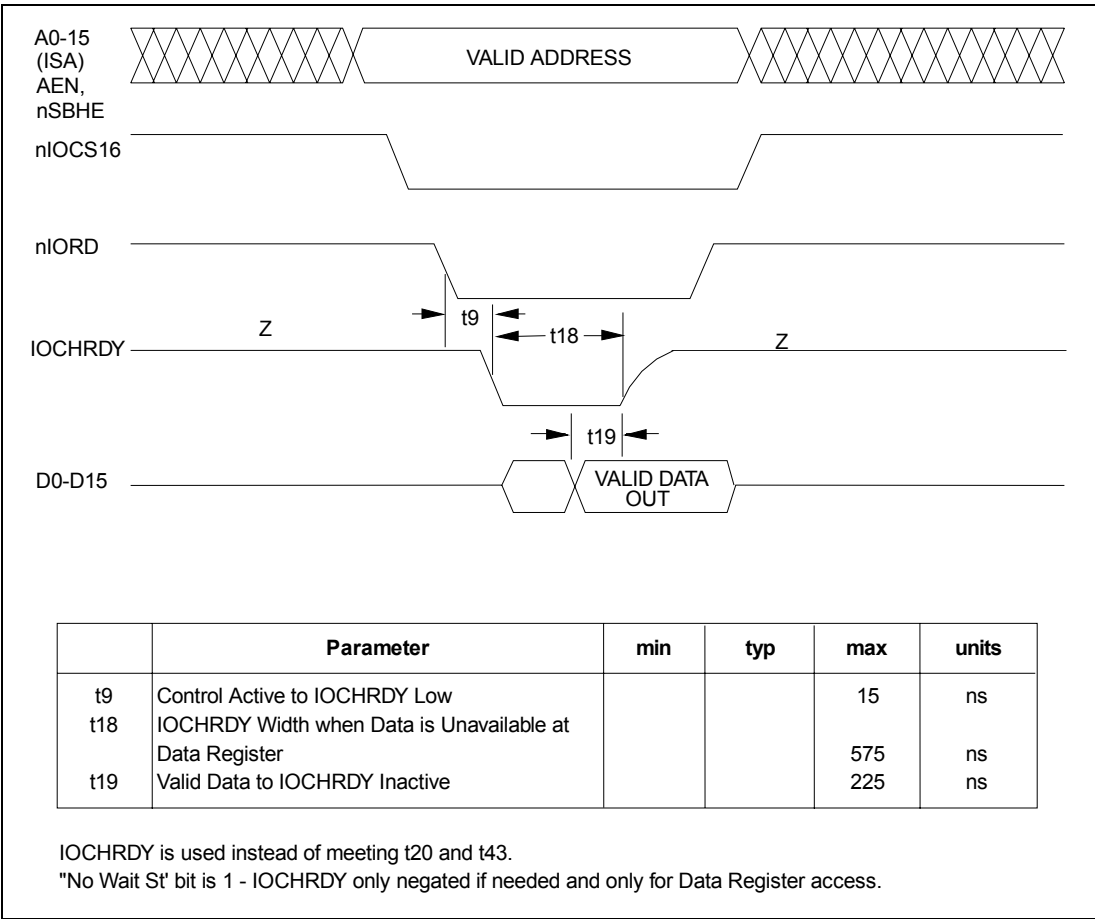 A0-15
(ISA)
AEN,
nSBHE
VALID ADDRESS
nIOCS16
nIORD
t9
t18
Z
Z
IOCHRDY
t19
D0-D15
VALID DATA
OUT
Parameter min typ max units
t9 Control Active to IOCHRDY Low 15 ns
t18 IOCHRDY Width when Data is Unavailable at
Data Register 575 ns
t19 Valid Data to IOCHRDY Inactive 225 ns
IOCHRDY is used instead of meeting t20 and t43.
"No Wait St' bit is 1 - IOCHRDY only negated if needed and only for Data Register access.